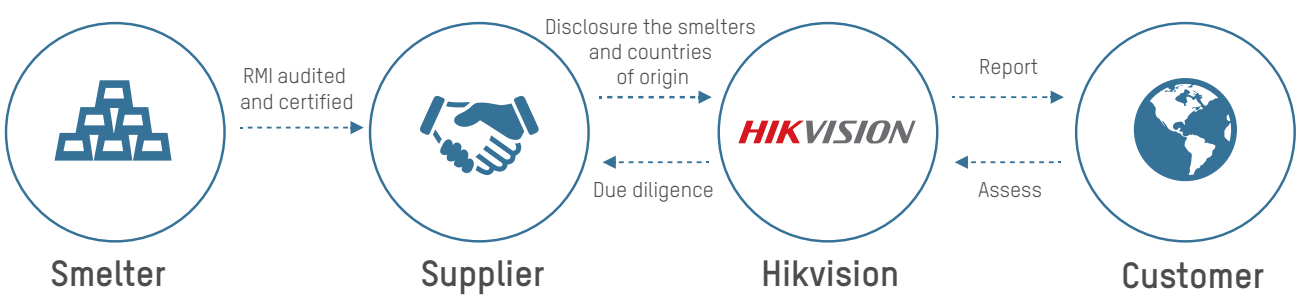 Disclosure the smelters
and countries
of origin
RMI audited
and certified
Report
HIKVISION
Due diligence
Assess
Smelter
Supplier
Hikvision
Customer